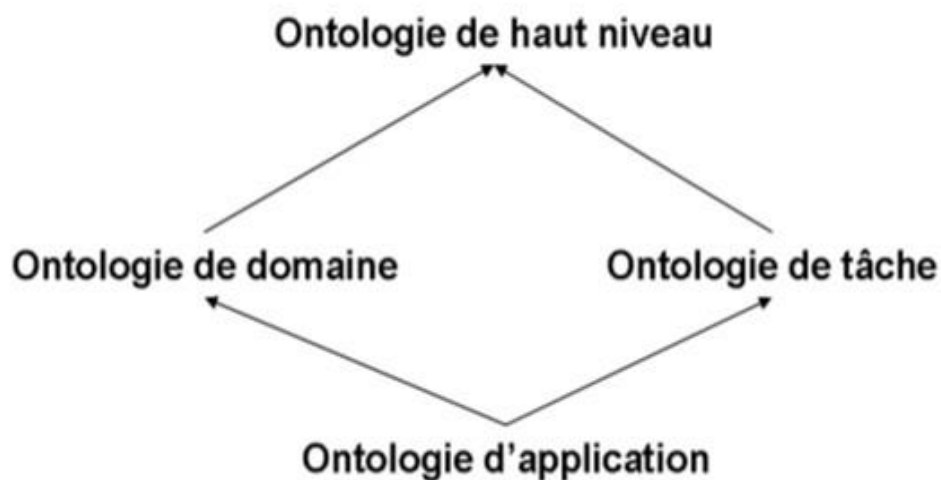 Ontologie de haut niveau
Ontologie de domaine
Ontologie de tâche
Ontologie d’application